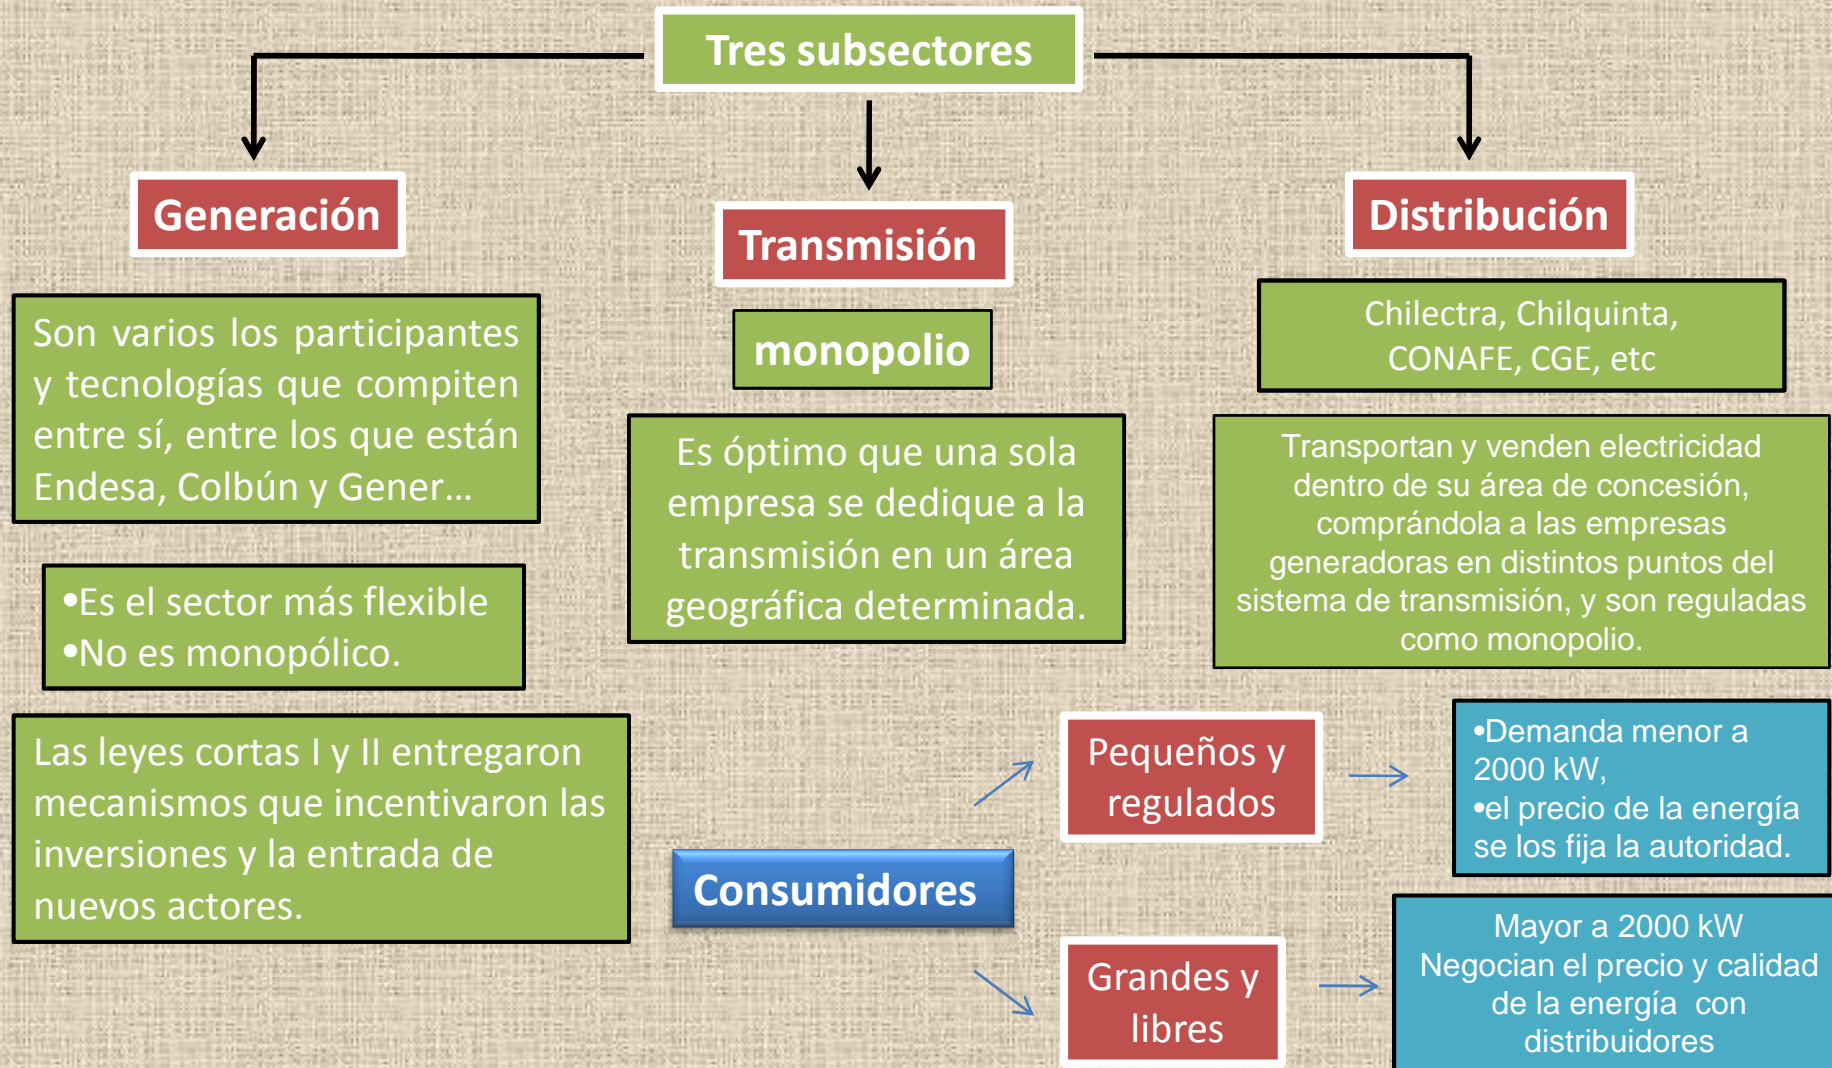 Tres subsectores
Generación
Son varios los participantes
y tecnologías que compiten
entre sí, entre los que están
Endesa, Colbún y Gener...
•Es el sector más flexible
•No es monopólico.
Las leyes cortas I y II entregaron
mecanismos que incentivaron las
inversiones y la entrada de
nuevos actores.
Transmisión
monopolio
Es óptimo que una sola
empresa se dedique a la
transmisión en un área
geográfica determinada.
Distribución
Chilectra, Chilquinta,
CONAFE, CGE, etc
Transportan y venden electricidad
dentro de su área de concesión,
comprándola a las empresas
generadoras en distintos puntos del
sistema de transmisión, y son reguladas
como monopolio.
Consumidores
Pequeños y
regulados
•Demanda menor a
2000 kW,
•el precio de la energía
se los fija la autoridad.
Grandes y
libres
Mayor a 2000 kW
Negocian el precio y calidad
de la energía con
distribuidores